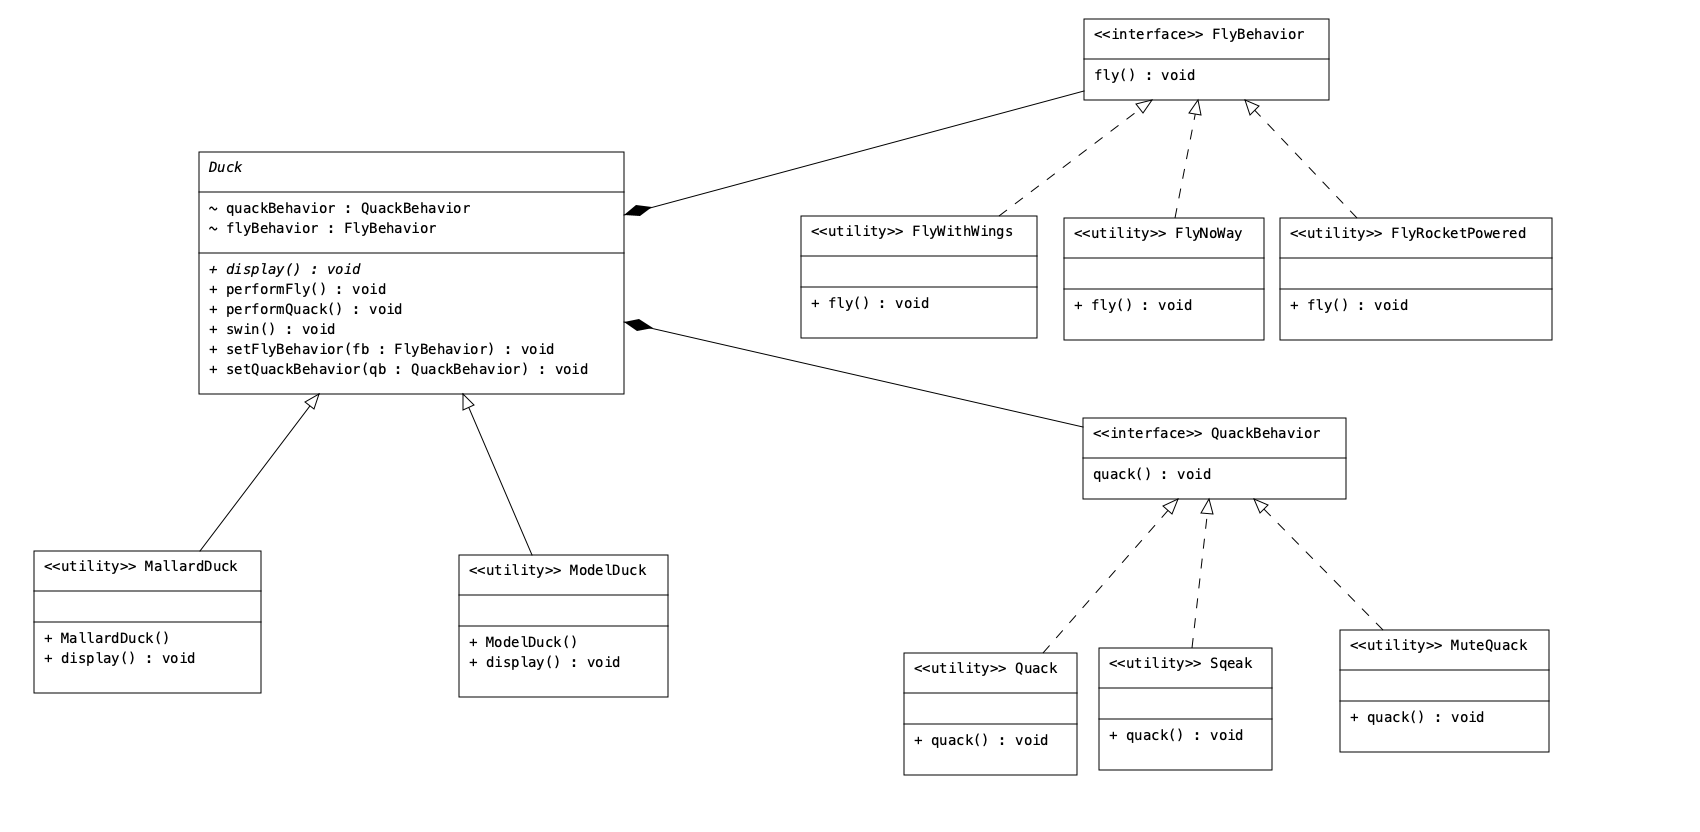 <<interface>> FlyBehavior
fly() : void
Duck
~ quackBehavior : QuackBehavior
~ flyBehavior : FlyBehavior
+ display() : void
+ performFly() : void
+ performQuack() : void
+ swin() : void
+ setFlyBehavior(fb : FlyBehavior) : void
+ setQuackBehavior(qb : QuackBehavior) : void
<<utility>> FlyWithWings
+ fly() : void
<<utility>> FlyNoWay
+ fly() : void
<<utility>> FlyRocketPowered
+ fly() : void
<<interface>> QuackBehavior
quack() : void
<<utility>> MallardDuck
+ MallardDuck()
+ display() : void
<<utility>> ModelDuck
+ ModelDuck()
+ display() : void
<<utility>> Quack
+ quack() : void
<<utility>> Sqeak
+ quack() : void
<<utility>> MuteQuack
+ quack() : void